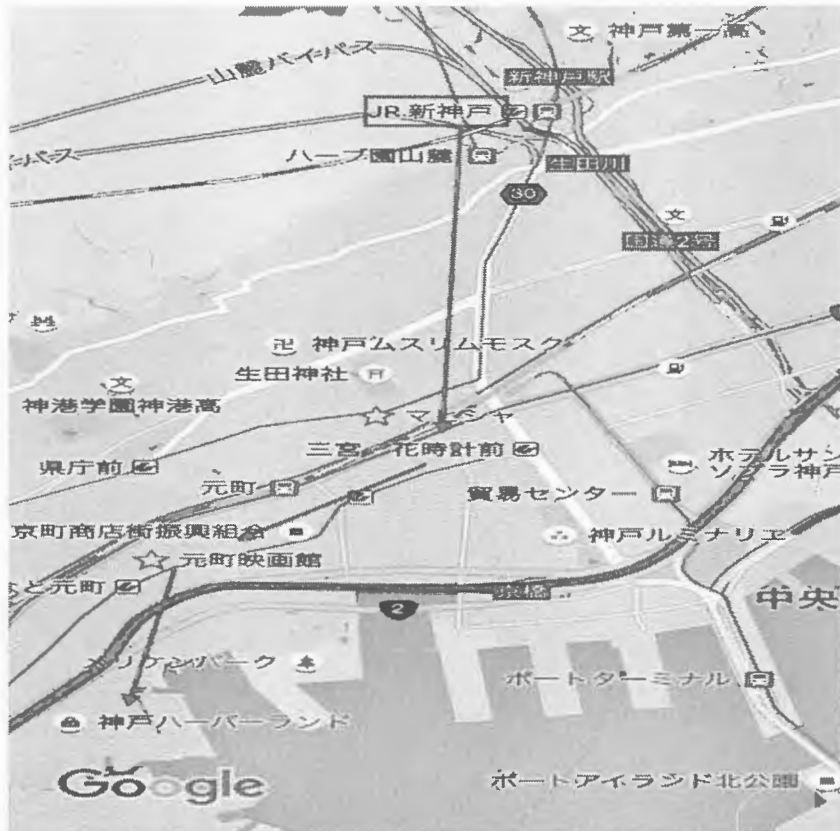 神戸第一高
山麓バイパス
新神戸駅
JR 新神戸
イパス
ハーブ園山麓
生田川
30
国道2号
神戸ムスリムモスク
生田神社
神港学園神港高
マ
ジャ
三宮・花時計前
県庁前
ホテルサン
ソプラ神戸
元町
貿易センター
京町商店街振興組合
神戸ルミナリエ
元町映画館
なと元町
京橋
2
中央
メリケンパーク
ポートターミナル
神戸ハーバーランド
Google
ポートアイランド北公園